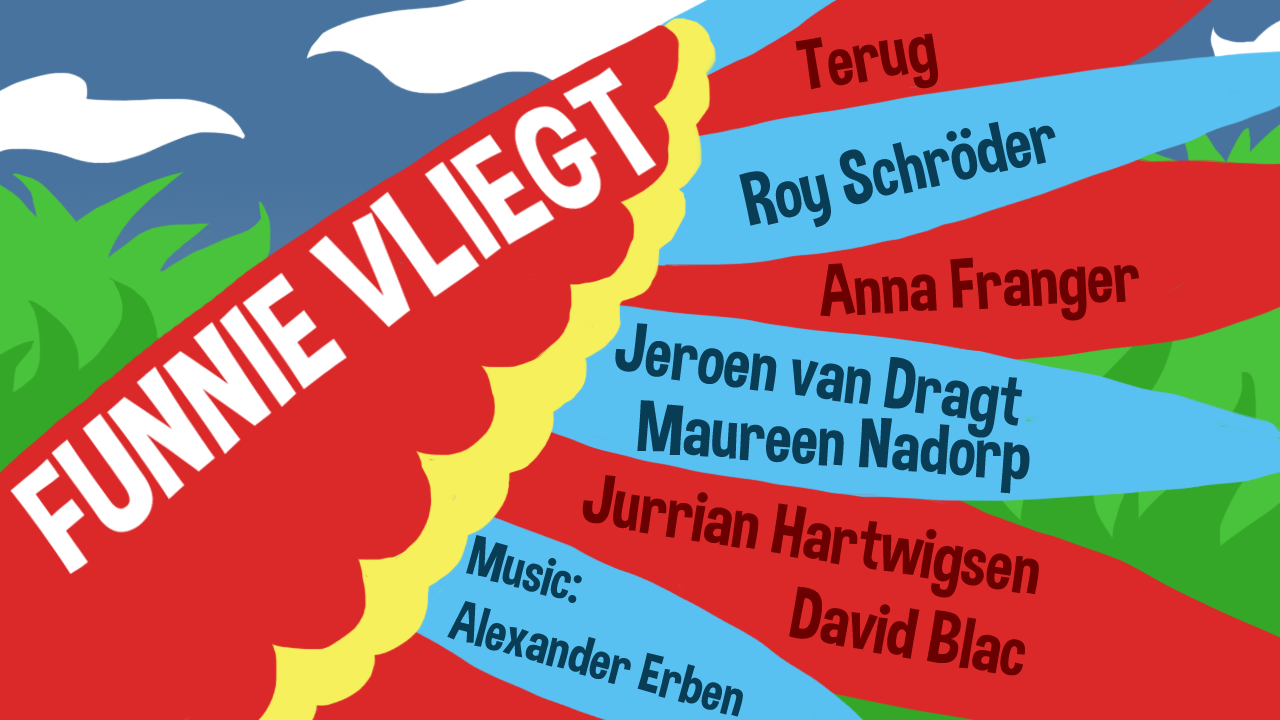 FUNNIE VLIEGT
Terug
Roy Schröder
Anna Franger
Jeroen van Dragt
Maureen Nadorp
Jurrian Hartwigsen
David Blac
Music:
Alexander Erben